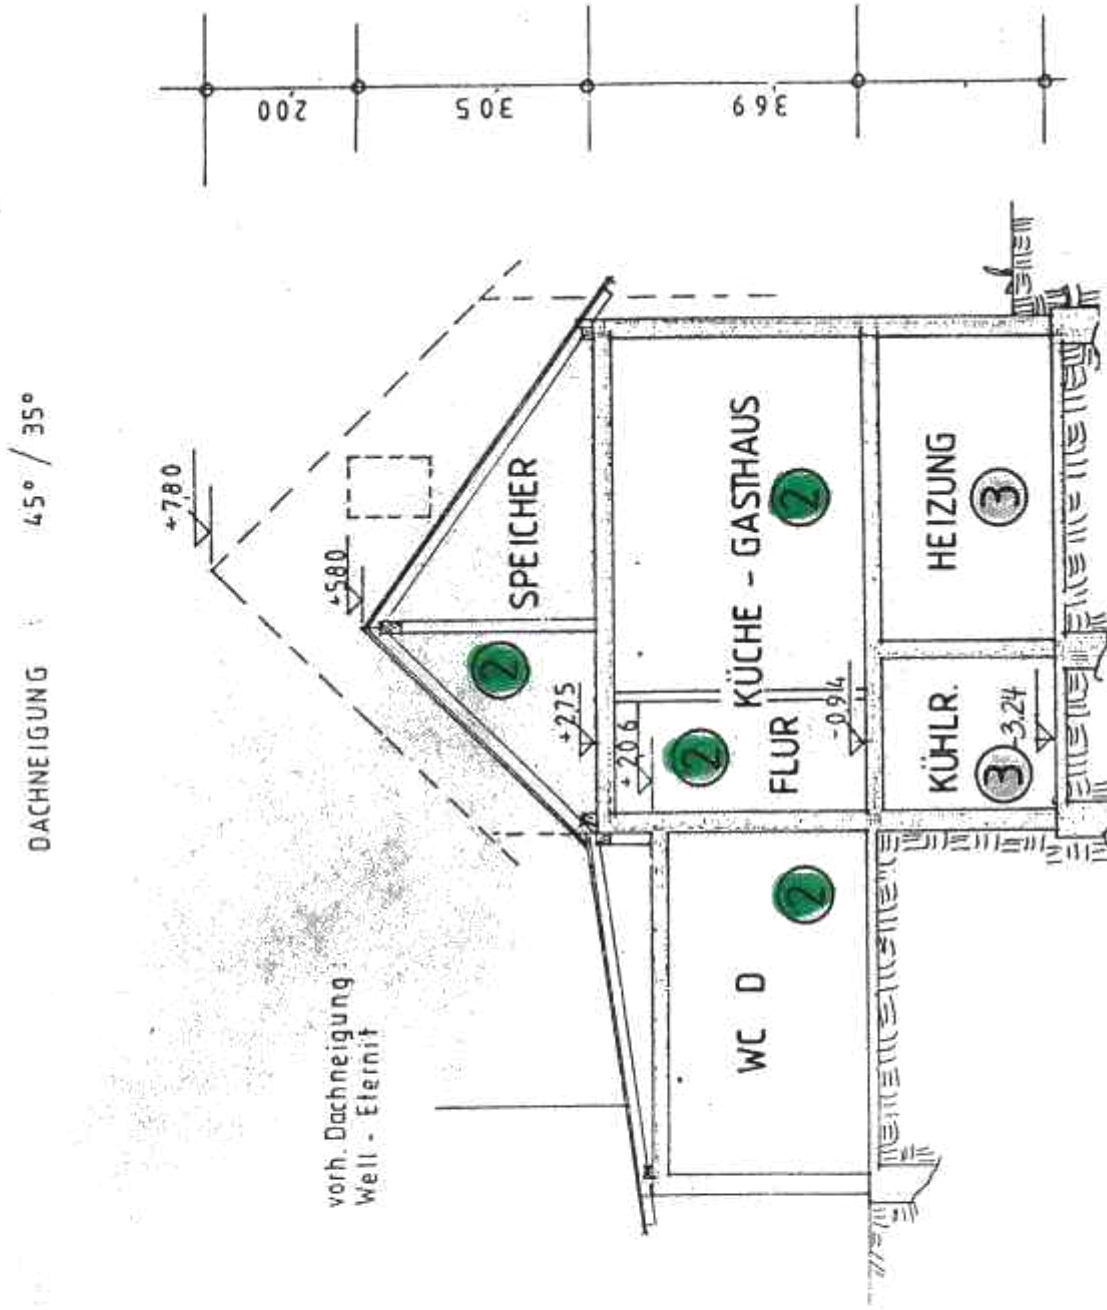 DACHNEIGUNG : 45° / 35°
+7,80
+5.80
vorh. Dachneigung :
Well - Eternit
SPEICHER
2
+2.75
+2.06
2
FLUR
KÜCHE - GASTHAUS
2
WC D
2
-0.94
KÜHLR.
3
-3.24
HEIZUNG
3
200
305
369